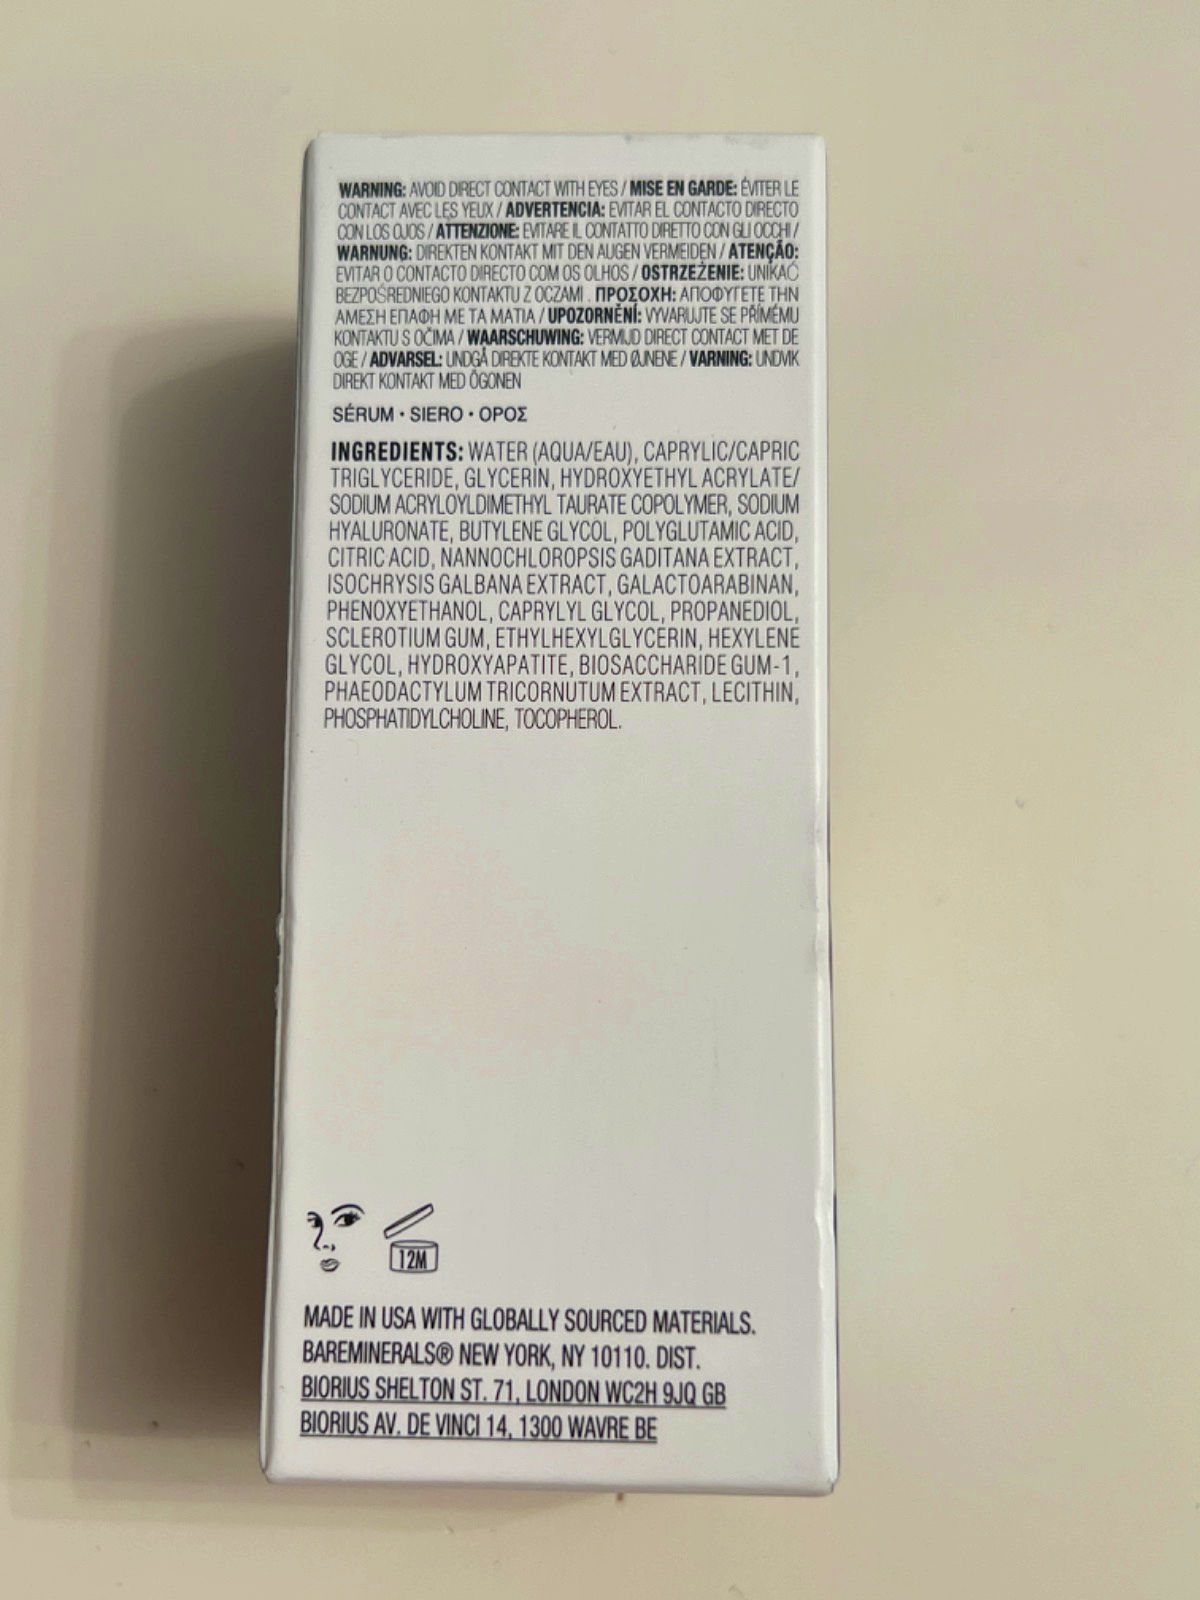 WARNING: AVOID DIRECT CONTACT WITH EYES / MISE EN GARDE: ÉVITER LE
CONTACT AVEC LES YEUX / ADVERTENCIA: EVITAR EL CONTACTO DIRECTO
CON LOS OJOS / ATTENZIONE: EVITARE IL CONTATTO DIRETTO CON GLI OCCHI /
WARNUNG: DIREKTEN KONTAKT MIT DEN AUGEN VERMEIDEN / ATENÇÃO:
EVITAR O CONTACTO DIRECTO COM OS OLHOS / OSTRZEŻENIE: UNIKAĆ
BEZPOŚREDNIEGO KONTAKTU Z OCZAMI . ΠΡΟΣΟΧΗ: ΑΠΟΦΥΓΕΤΕ ΤΗΝ
ΑΜΕΣΗ ΕΠΑΦΗ ΜΕ ΤΑ ΜΑΤΙΑ / UPOZORNĚNÍ: VYVARUJTE SE PŘÍMÉMU
KONTAKTU S OČIMA / WAARSCHUWING: VERMIJD DIRECT CONTACT MET DE
OGE / ADVARSEL: UNDGÅ DIREKTE KONTAKT MED ØJNENE / VARNING: UNDVIK
DIREKT KONTAKT MED ÖGONEN
SÉRUM • SIERO • ΟΡΟΣ
INGREDIENTS: WATER (AQUA/EAU), CAPRYLIC/CAPRIC
TRIGLYCERIDE, GLYCERIN, HYDROXYETHYL ACRYLATE/
SODIUM ACRYLOYLDIMETHYL TAURATE COPOLYMER, SODIUM
HYALURONATE, BUTYLENE GLYCOL, POLYGLUTAMIC ACID,
CITRIC ACID, NANNOCHLOROPSIS GADITANA EXTRACT,
ISOCHRYSIS GALBANA EXTRACT, GALACTOARABINAN,
PHENOXYETHANOL, CAPRYLYL GLYCOL, PROPANEDIOL,
SCLEROTIUM GUM, ETHYLHEXYLGLYCERIN, HEXYLENE
GLYCOL, HYDROXYAPATITE, BIOSACCHARIDE GUM-1,
PHAEODACTYLUM TRICORNUTUM EXTRACT, LECITHIN,
PHOSPHATIDYLCHOLINE, TOCOPHEROL.
12M
MADE IN USA WITH GLOBALLY SOURCED MATERIALS.
BAREMINERALS® NEW YORK, NY 10110. DIST.
BIORIUS SHELTON ST. 71, LONDON WC2H 9JQ GB
BIORIUS AV. DE VINCI 14, 1300 WAVRE BE